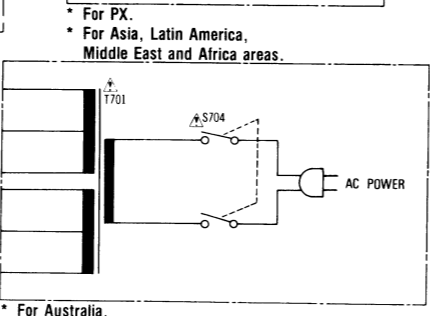 * For PX.
* For Asia, Latin America,
Middle East and Africa areas.
T701
S704
AC POWER
* For Australia.